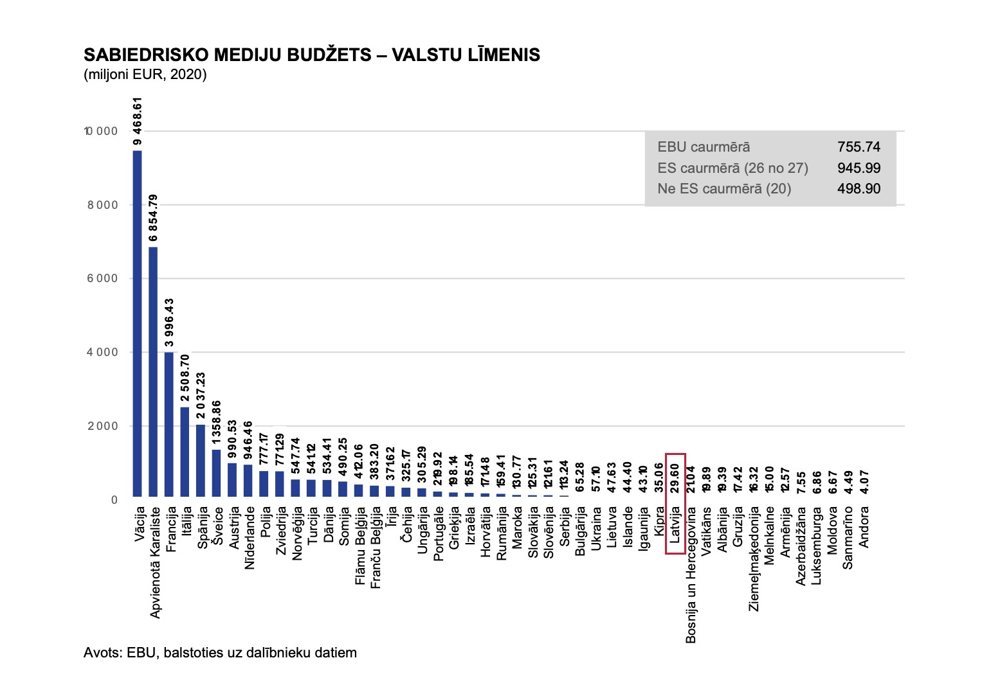 SABIEDRISKO MEDIJU BUDŽETS – VALSTU LĪMENIS
(miljoni EUR, 2020)
10 000
8 000
6 000
4 000
2 000
0
EBU caurmērā 755.74
ES caurmērā (26 no 27) 945.99
Ne ES caurmērā (20) 498.90
9 468.61
6 854.79
3 996.43
2 508.70
2 037.23
1 358.86
990.53
946.46
777.17
771.29
547.74
541.12
534.41
490.25
412.06
383.20
371.62
325.17
305.29
219.92
198.14
185.54
171.48
159.41
130.77
125.31
121.61
113.24
65.28
57.10
47.63
44.40
43.10
35.06
29.60
21.04
19.89
19.39
17.42
16.32
15.00
12.57
7.55
6.86
6.67
4.49
4.07
Vācija
Apvienotā Karaliste
Francija
Itālija
Spānija
Šveice
Austrija
Nīderlande
Polija
Zviedrija
Norvēģija
Turcija
Dānija
Somija
Flāmu Beļģija
Franču Beļģija
Īrija
Čehija
Ungārija
Portugāle
Grieķija
Izraēla
Horvātija
Rumānija
Maroka
Slovākija
Slovēnija
Serbija
Bulgārija
Ukraina
Lietuva
Islande
Igaunija
Kipra
Latvija
Bosnija un Hercegovina
Vatikāns
Albānija
Gruzija
Ziemeļmaķedonija
Melnkalne
Armēnija
Azerbaidžāna
Luksemburga
Moldova
Sanmarīno
Andora
Avots: EBU, balstoties uz dalībnieku datiem